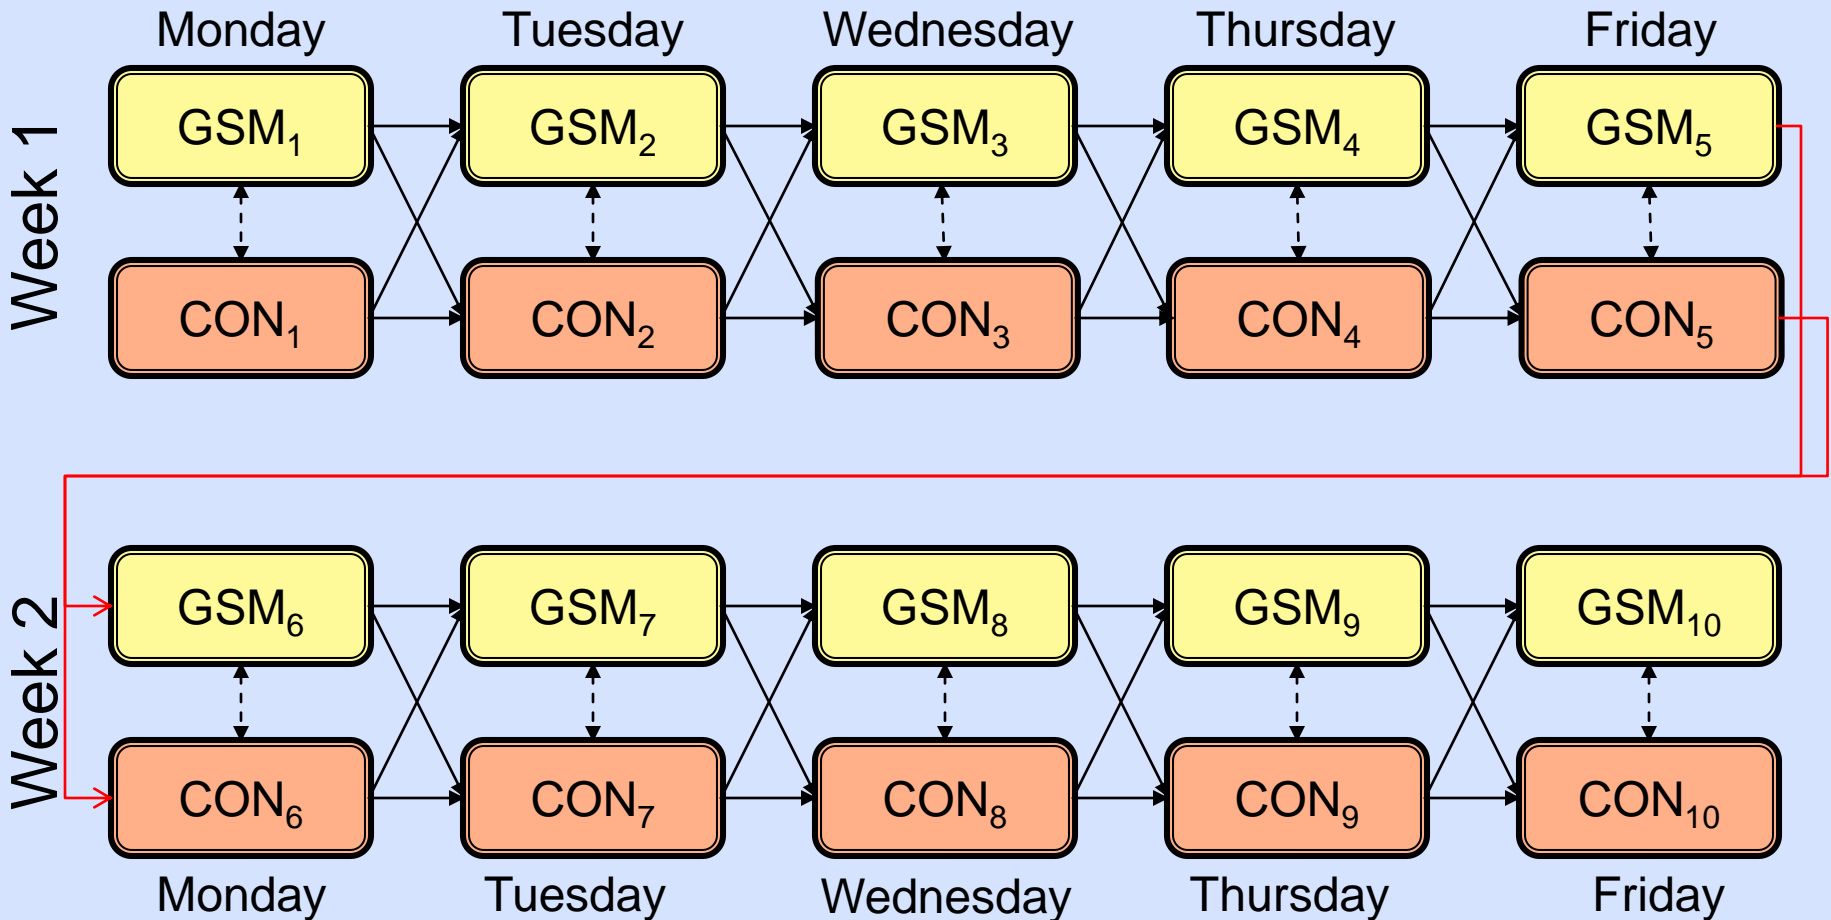 Monday Tuesday Wednesday Thursday Friday
Week 1
GSM1 GSM2 GSM3 GSM4 GSM5
CON1 CON2 CON3 CON4 CON5
Week 2
GSM6 GSM7 GSM8 GSM9 GSM10
CON6 CON7 CON8 CON9 CON10
Monday Tuesday Wednesday Thursday Friday